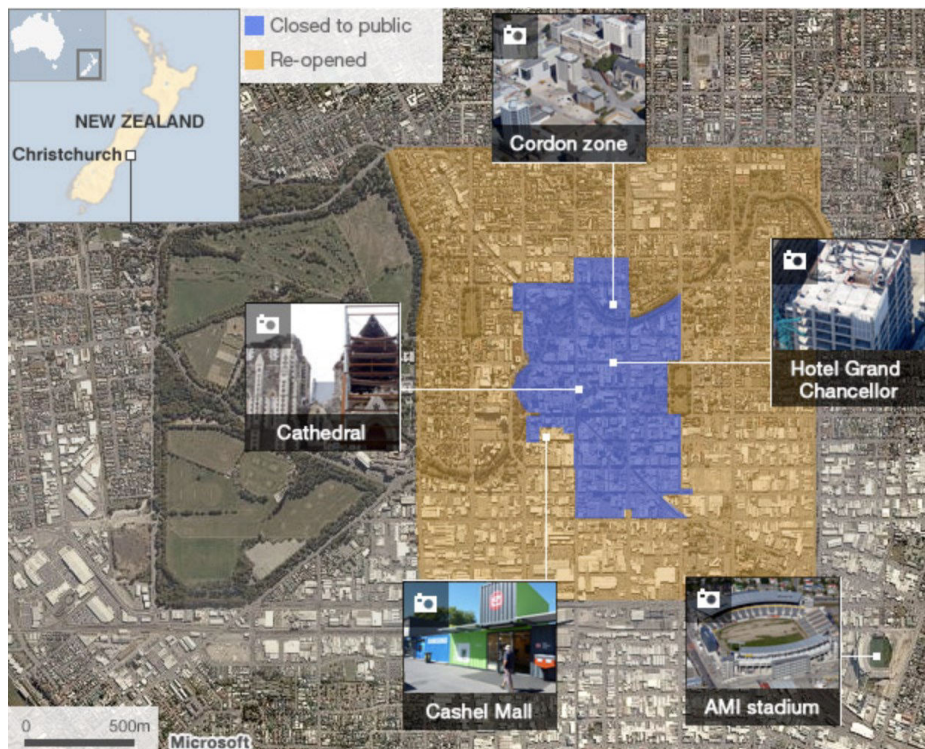 Closed to public
Re-opened
NEW ZEALAND
Christchurch
Cordon zone
Hotel Grand
Chancellor
Cathedral
Cashel Mall
AMI stadium
0 500m
Microsoft